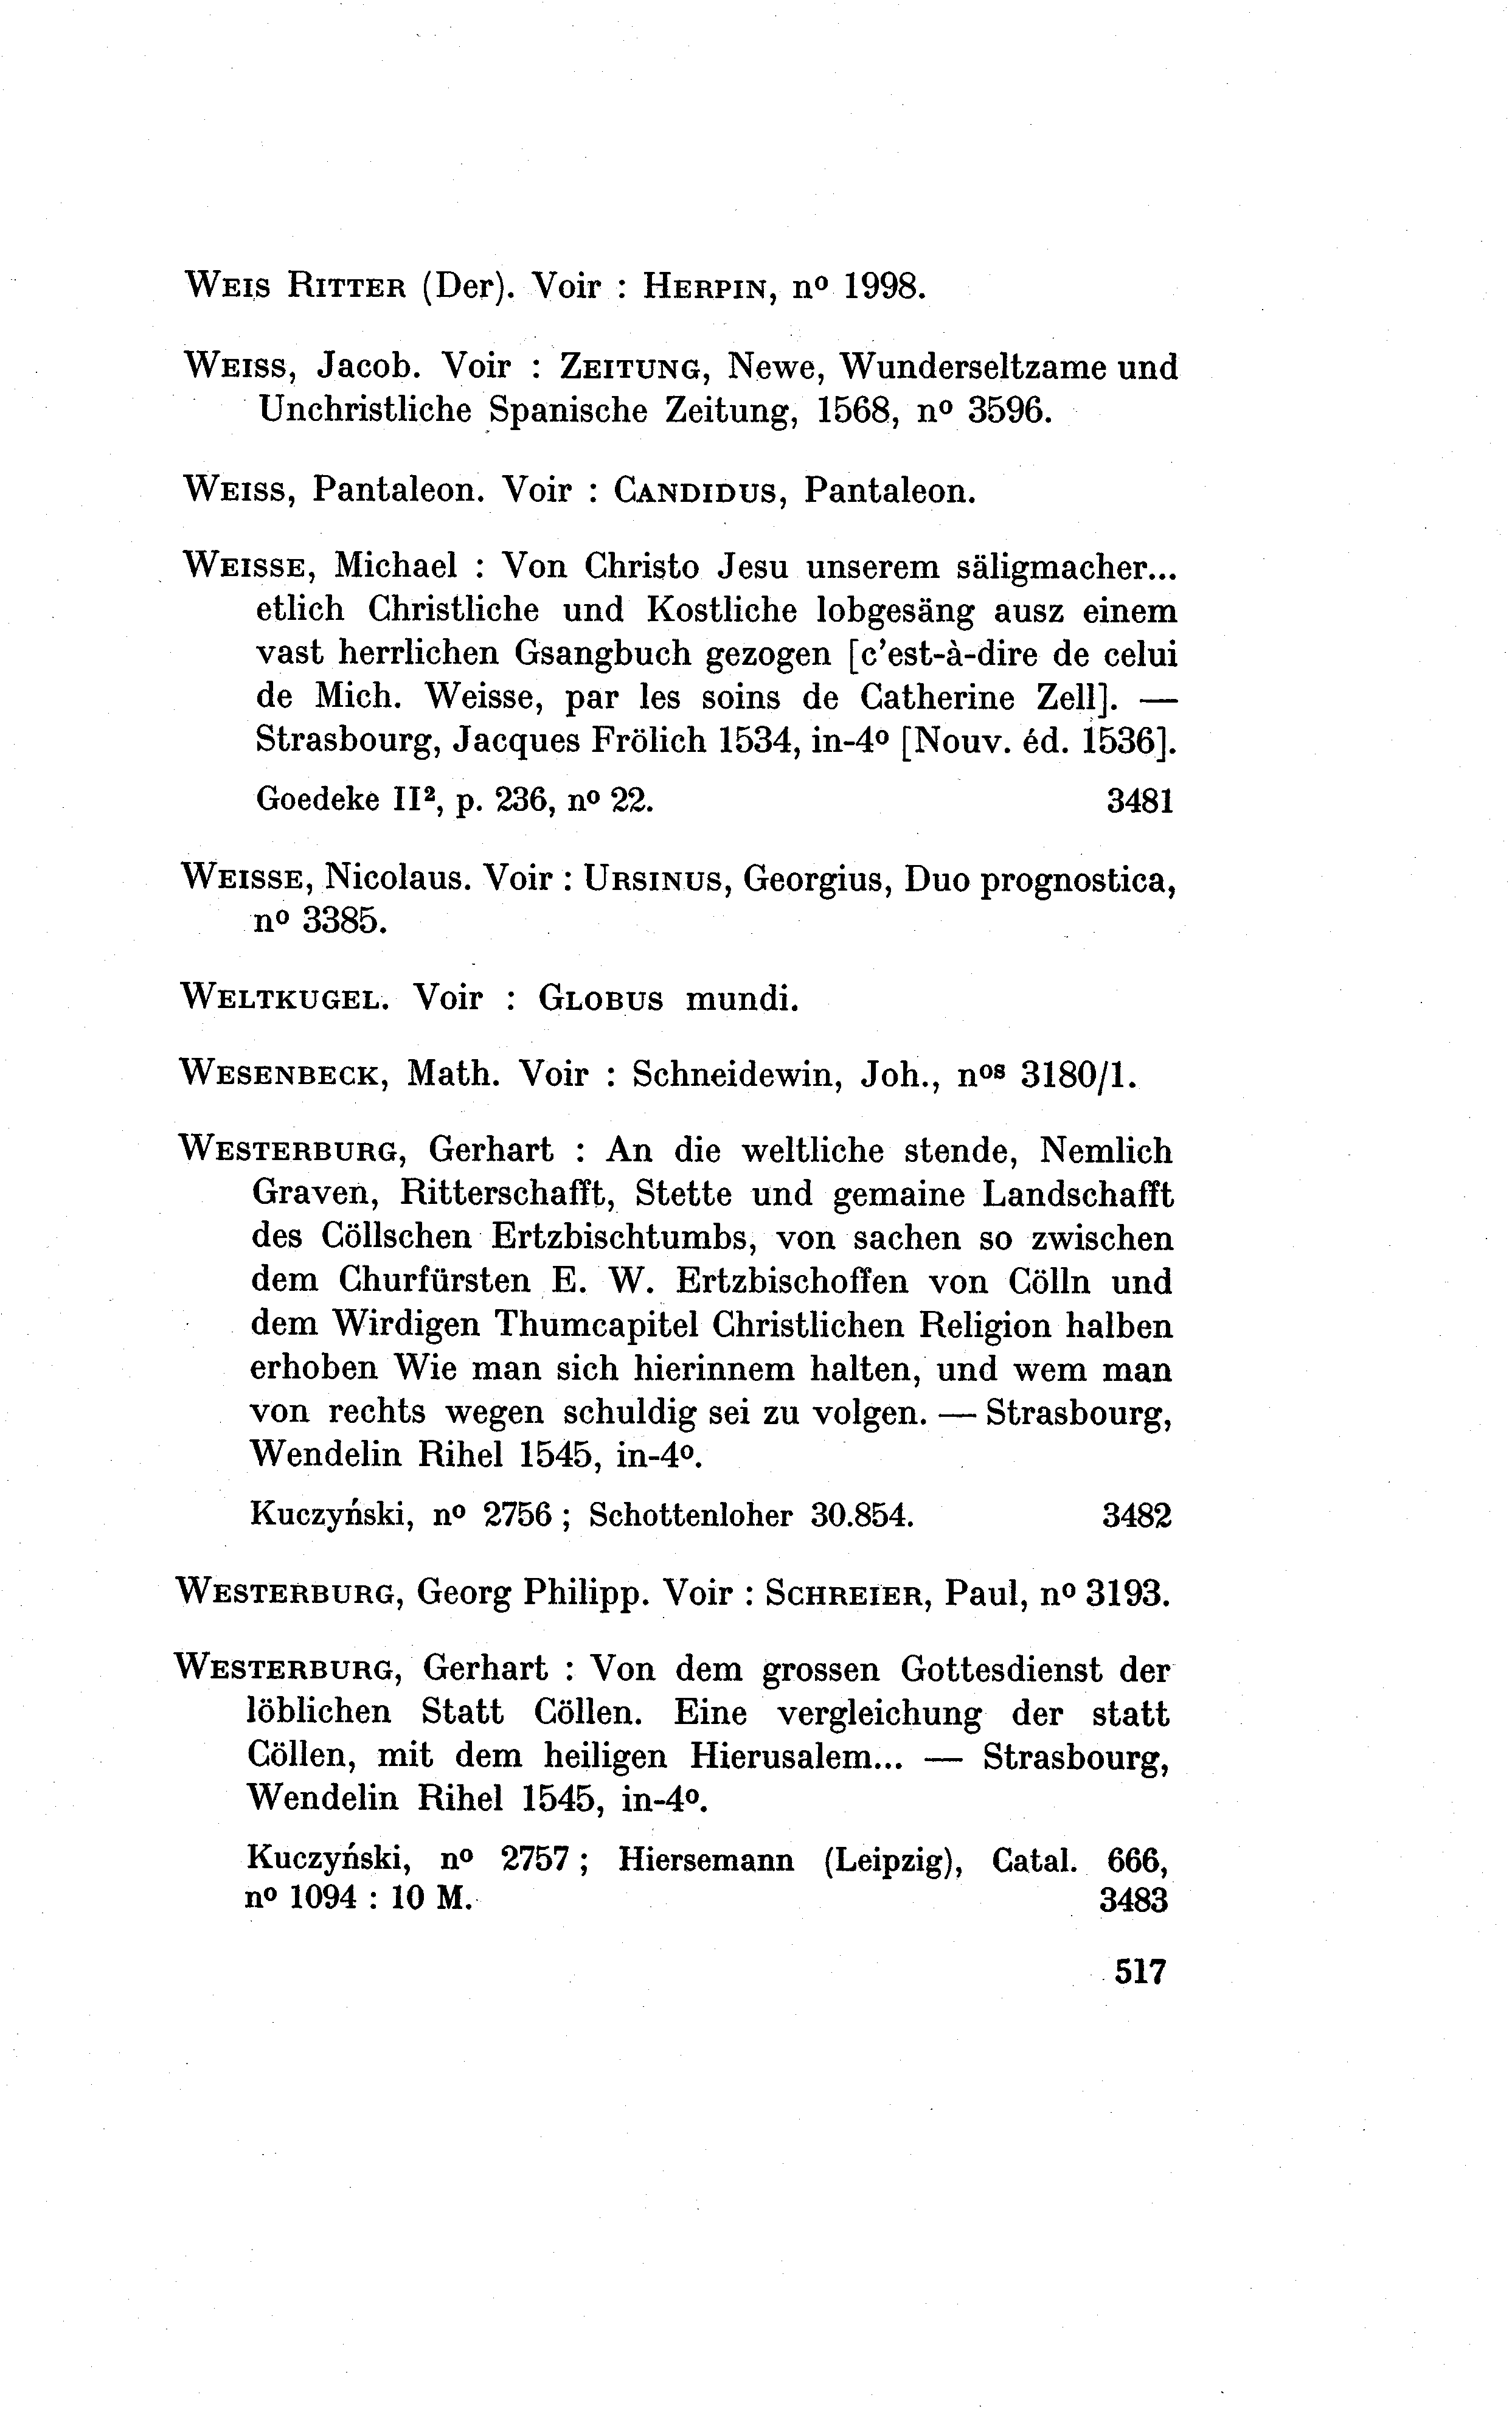 WEIS RITTER (Der). Voir : HERPIN, nº 1998.
WEISS, Jacob. Voir : ZEITUNG, Newe, Wunderseltzame und
Unchristliche Spanische Zeitung, 1568, nº 3596.
WEISS, Pantaleon. Voir : CANDIDUS, Pantaleon.
WEISSE, Michael : Von Christo Jesu unserem säligmacher...
etlich Christliche und Kostliche lobgesäng ausz einem
vast herrlichen Gsangbuch gezogen [c'est-à-dire de celui
de Mich. Weisse, par les soins de Catherine Zell]. —
Strasbourg, Jacques Frölich 1534, in-4º [Nouv. éd. 1536].
Goedeke II², p. 236, nº 22. 3481
WEISSE, Nicolaus. Voir : URSINUS, Georgius, Duo prognostica,
nº 3385.
WELTKUGEL. Voir : GLOBUS mundi.
WESENBECK, Math. Voir : Schneidewin, Joh., nos 3180/1.
WESTERBURG, Gerhart : An die weltliche stende, Nemlich
Graven, Ritterschafft, Stette und gemaine Landschafft
des Cöllschen Ertzbischtumbs, von sachen so zwischen
dem Churfürsten E. W. Ertzbischoffen von Cölln und
dem Wirdigen Thumcapitel Christlichen Religion halben
erhoben Wie man sich hierinnem halten, und wem man
von rechts wegen schuldig sei zu volgen. — Strasbourg,
Wendelin Rihel 1545, in-4º.
Kuczyński, nº 2756 ; Schottenloher 30.854. 3482
WESTERBURG, Georg Philipp. Voir : SCHREIER, Paul, nº 3193.
WESTERBURG, Gerhart : Von dem grossen Gottesdienst der
löblichen Statt Cöllen. Eine vergleichung der statt
Cöllen, mit dem heiligen Hierusalem... — Strasbourg,
Wendelin Rihel 1545, in-4º.
Kuczyński, nº 2757 ; Hiersemann (Leipzig), Catal. 666,
nº 1094 : 10 M. 3483
517